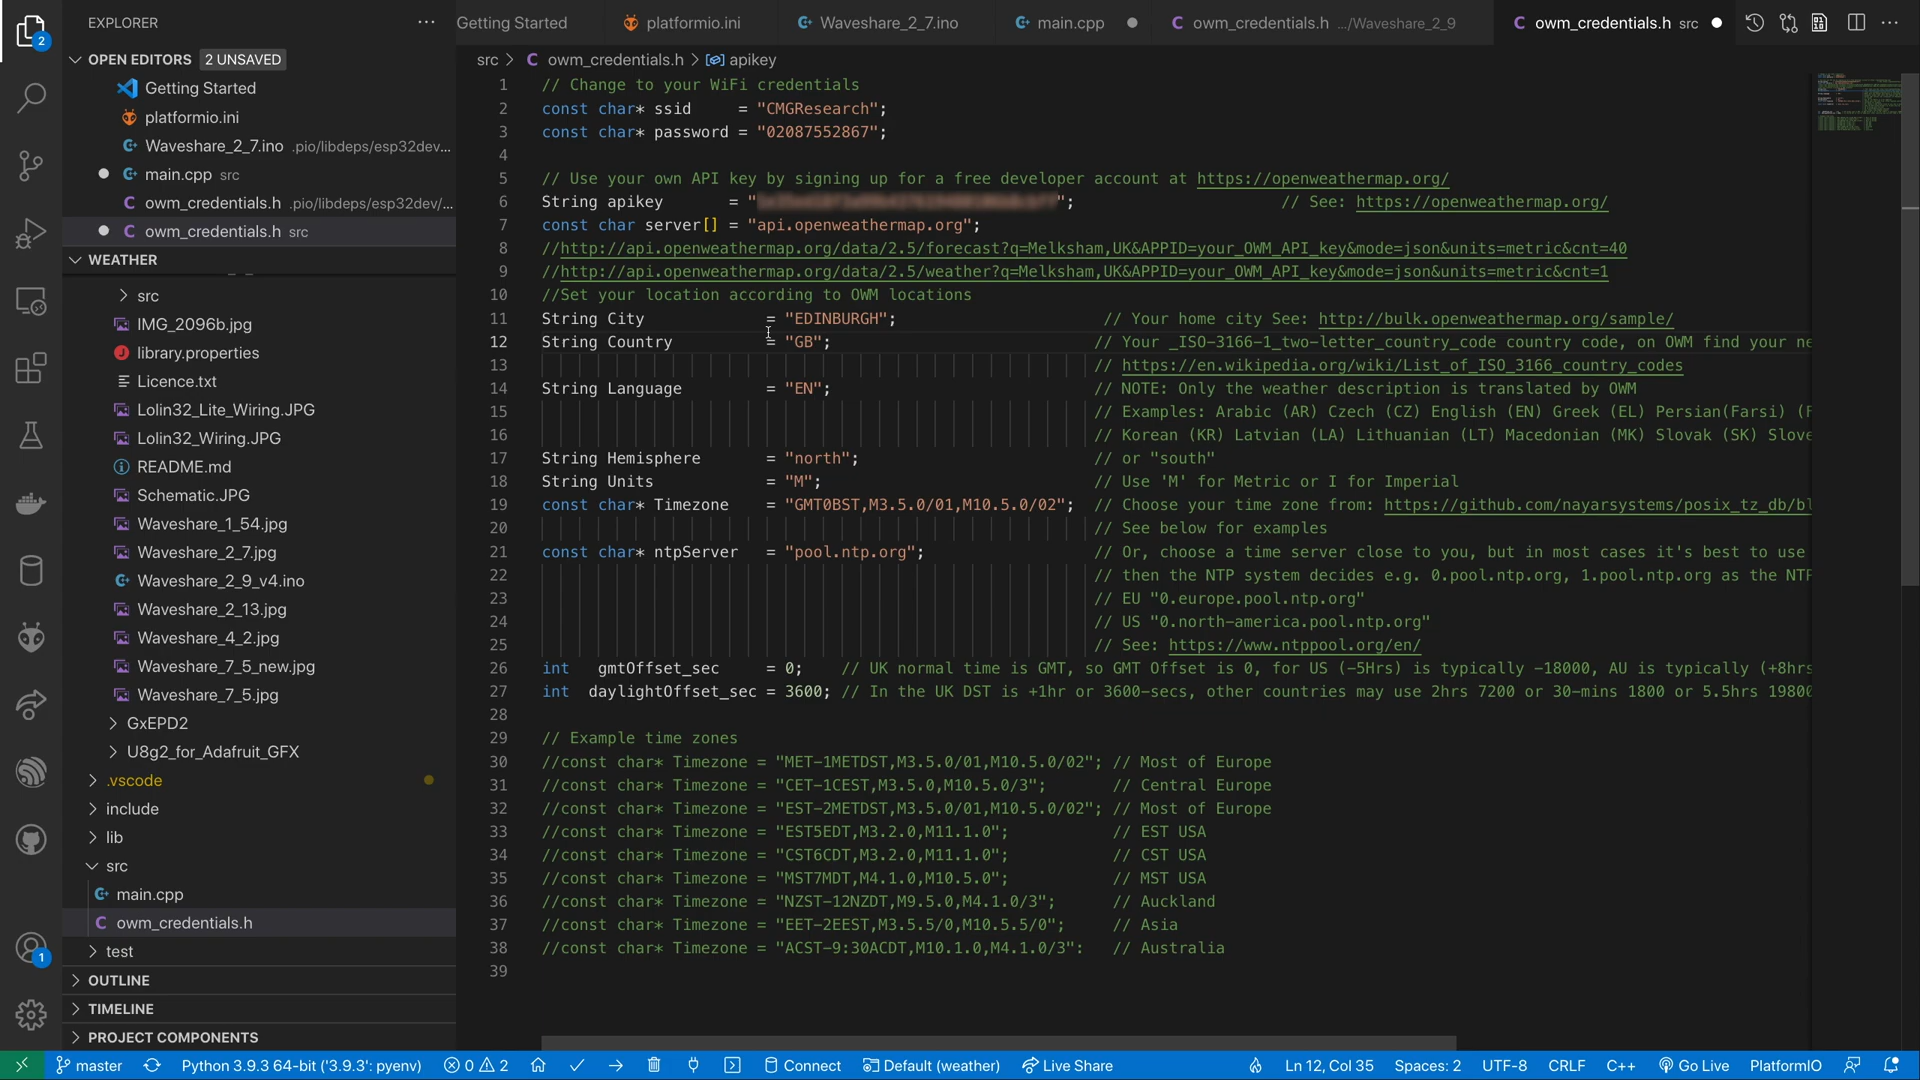 EXPLORER
OPEN EDITORS 2 UNSAVED
Getting Started
platformio.ini
Waveshare_2_7.ino .pio/libdeps/esp32dev...
main.cpp src
owm_credentials.h .pio/libdeps/esp32dev/...
owm_credentials.h src
WEATHER
src
IMG_2096b.jpg
library.properties
Licence.txt
Lolin32_Lite_Wiring.JPG
Lolin32_Wiring.JPG
README.md
Schematic.JPG
Waveshare_1_54.jpg
Waveshare_2_7.jpg
Waveshare_2_9_v4.ino
Waveshare_2_13.jpg
Waveshare_4_2.jpg
Waveshare_7_5_new.jpg
Waveshare_7_5.jpg
GxEPD2
U8g2_for_Adafruit_GFX
.vscode
include
lib
src
main.cpp
owm_credentials.h
test
OUTLINE
TIMELINE
PROJECT COMPONENTS
2
1
Getting Started platformio.ini Waveshare_2_7.ino main.cpp owm_credentials.h .../Waveshare_2_9 owm_credentials.h src
src > C owm_credentials.h > apikey
1 // Change to your WiFi credentials
2 const char* ssid = "CMGResearch";
3 const char* password = "02087552867";
4
5 // Use your own API key by signing up for a free developer account at https://openweathermap.org/
6 String apikey = " "; // See: https://openweathermap.org/
7 const char server[] = "api.openweathermap.org";
8 //http://api.openweathermap.org/data/2.5/forecast?q=Melksham,UK&APPID=your_OWM_API_key&mode=json&units=metric&cnt=40
9 //http://api.openweathermap.org/data/2.5/weather?q=Melksham,UK&APPID=your_OWM_API_key&mode=json&units=metric&cnt=1
10 //Set your location according to OWM locations
11 String City = "EDINBURGH"; // Your home city See: http://bulk.openweathermap.org/sample/
12 String Country = "GB"; // Your _ISO-3166-1_two-letter_country_code country code, on OWM find your ne
13 // https://en.wikipedia.org/wiki/List_of_ISO_3166_country_codes
14 String Language = "EN"; // NOTE: Only the weather description is translated by OWM
15 // Examples: Arabic (AR) Czech (CZ) English (EN) Greek (EL) Persian(Farsi) (F
16 // Korean (KR) Latvian (LA) Lithuanian (LT) Macedonian (MK) Slovak (SK) Slove
17 String Hemisphere = "north"; // or "south"
18 String Units = "M"; // Use 'M' for Metric or I for Imperial
19 const char* Timezone = "GMT0BST,M3.5.0/01,M10.5.0/02"; // Choose your time zone from: https://github.com/nayarsystems/posix_tz_db/bl
20 // See below for examples
21 const char* ntpServer = "pool.ntp.org"; // Or, choose a time server close to you, but in most cases it's best to use
22 // then the NTP system decides e.g. 0.pool.ntp.org, 1.pool.ntp.org as the NTP
23 // EU "0.europe.pool.ntp.org"
24 // US "0.north-america.pool.ntp.org"
25 // See: https://www.ntppool.org/en/
26 int gmtOffset_sec = 0; // UK normal time is GMT, so GMT Offset is 0, for US (-5Hrs) is typically -18000, AU is typically (+8hrs
27 int daylightOffset_sec = 3600; // In the UK DST is +1hr or 3600-secs, other countries may use 2hrs 7200 or 30-mins 1800 or 5.5hrs 19800
28
29 // Example time zones
30 //const char* Timezone = "MET-1METDST,M3.5.0/01,M10.5.0/02"; // Most of Europe
31 //const char* Timezone = "CET-1CEST,M3.5.0,M10.5.0/3"; // Central Europe
32 //const char* Timezone = "EST-2METDST,M3.5.0/01,M10.5.0/02"; // Most of Europe
33 //const char* Timezone = "EST5EDT,M3.2.0,M11.1.0"; // EST USA
34 //const char* Timezone = "CST6CDT,M3.2.0,M11.1.0"; // CST USA
35 //const char* Timezone = "MST7MDT,M4.1.0,M10.5.0"; // MST USA
36 //const char* Timezone = "NZST-12NZDT,M9.5.0,M4.1.0/3"; // Auckland
37 //const char* Timezone = "EET-2EEST,M3.5.5/0,M10.5.5/0"; // Asia
38 //const char* Timezone = "ACST-9:30ACDT,M10.1.0,M4.1.0/3": // Australia
39
master Python 3.9.3 64-bit ('3.9.3': pyenv) 0 2 Connect Default (weather) Live Share Ln 12, Col 35 Spaces: 2 UTF-8 CRLF C++ Go Live PlatformIO